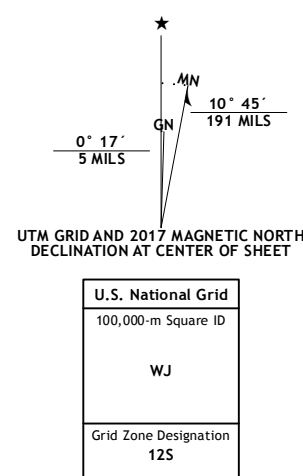 ★
MN
GN
10° 45´
191 MILS
0° 17´
5 MILS
UTM GRID AND 2017 MAGNETIC NORTH
DECLINATION AT CENTER OF SHEET
U.S. National Grid
100,000-m Square ID
WJ
Grid Zone Designation
12S